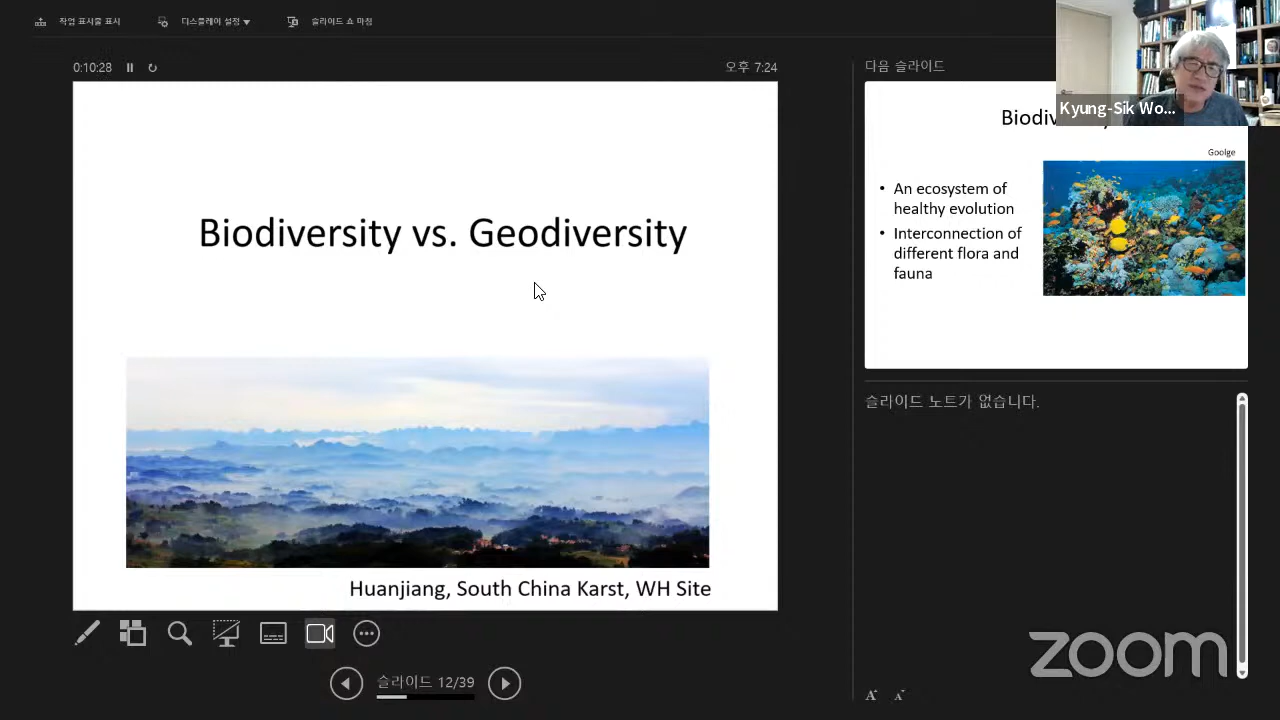 작업 표시줄 표시
디스플레이 설정
슬라이드 쇼 마침
0:10:28
오후 7:24
Biodiversity vs. Geodiversity
Huanjiang, South China Karst, WH Site
슬라이드 12/39
다음 슬라이드
Kyung-Sik Wo...
Goolge
• An ecosystem of
healthy evolution
• Interconnection of
different flora and
fauna
슬라이드 노트가 없습니다.
zoom
A A